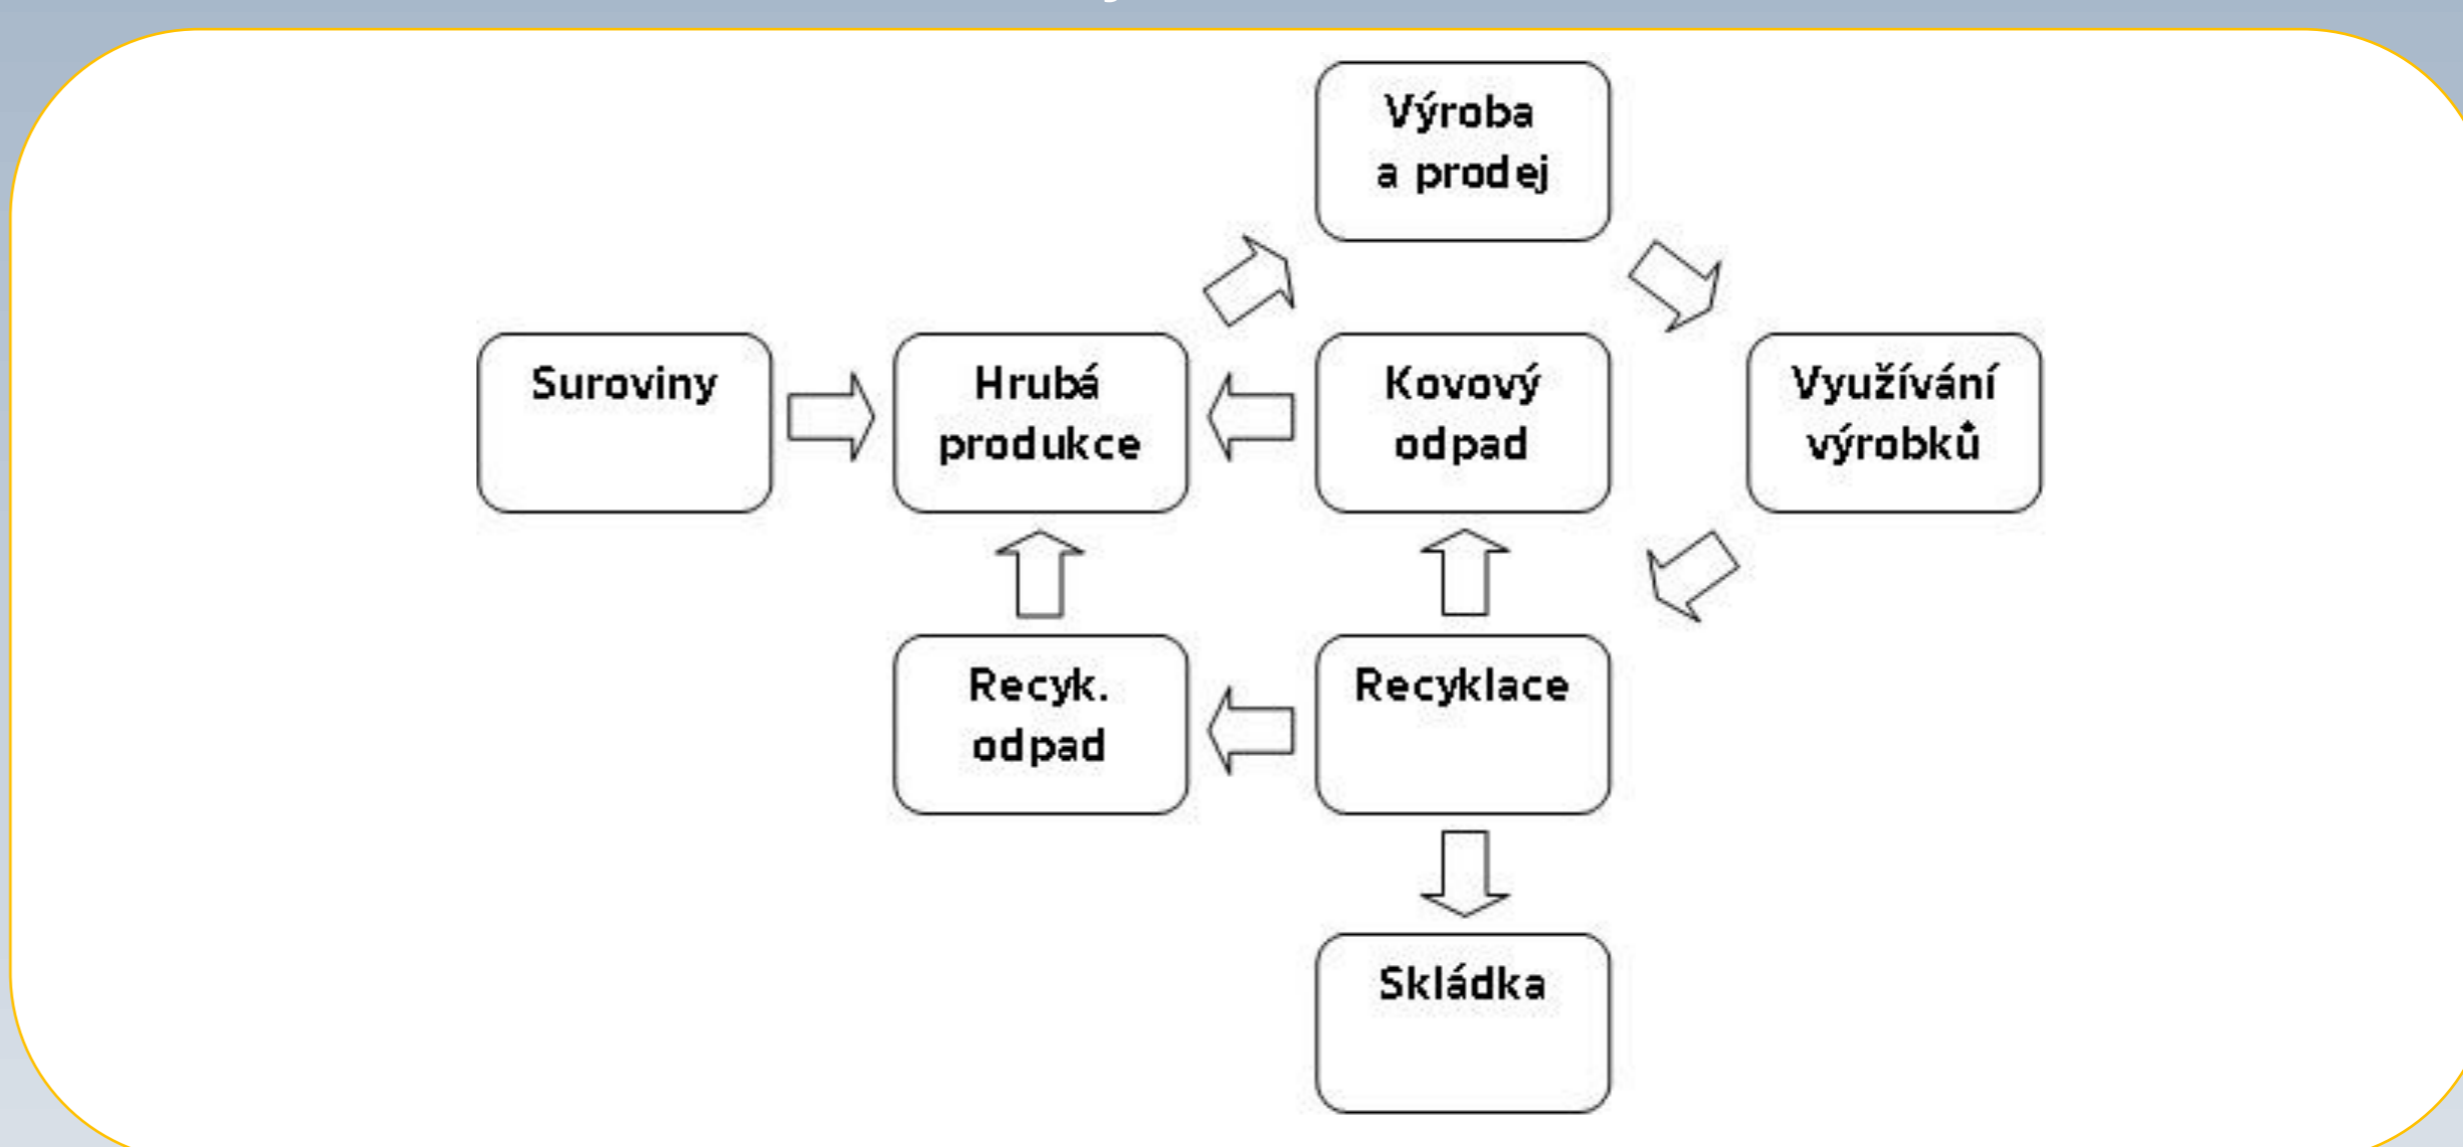 Výroba
a prodej
Suroviny
Hrubá
produkce
Kovový
odpad
Využívání
výrobků
Recyk.
odpad
Recyklace
Skládka